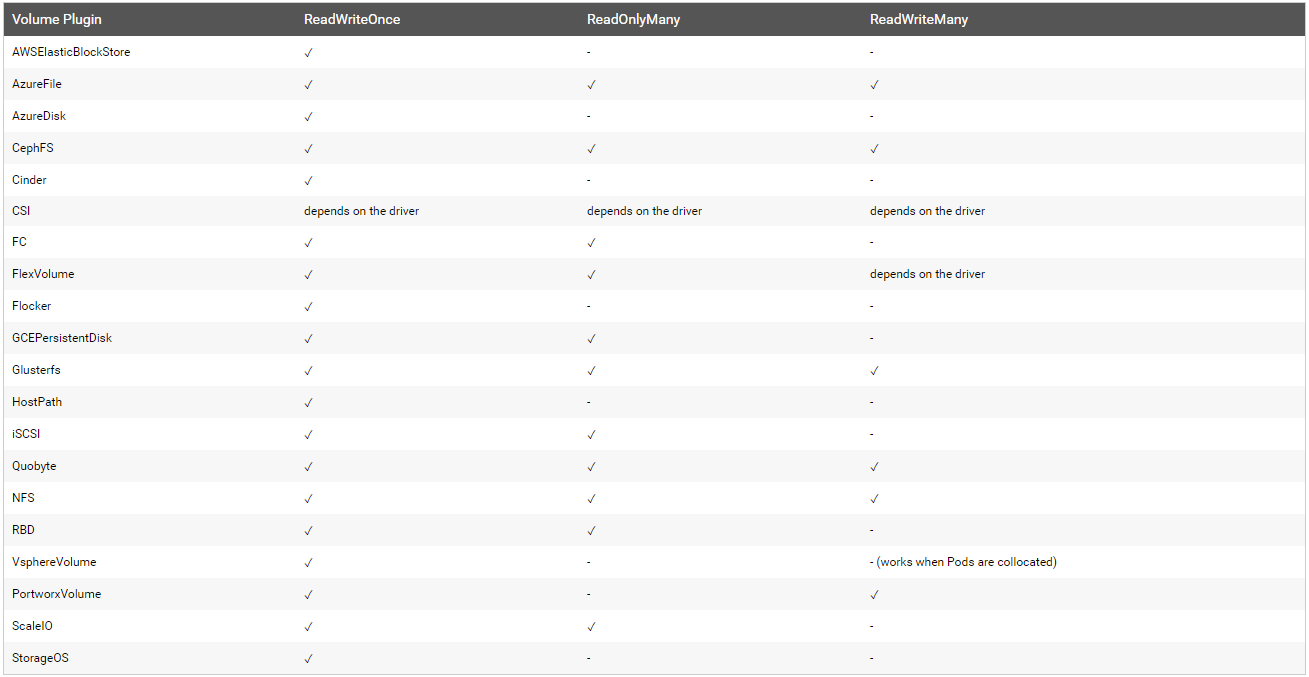 Volume Plugin ReadWriteOnce ReadOnlyMany ReadWriteMany
AWSElasticBlockStore ✓ - -
AzureFile ✓ ✓ ✓
AzureDisk ✓ - -
CephFS ✓ ✓ ✓
Cinder ✓ - -
CSI depends on the driver depends on the driver depends on the driver
FC ✓ ✓ -
FlexVolume ✓ ✓ depends on the driver
Flocker ✓ - -
GCEPersistentDisk ✓ ✓ -
Glusterfs ✓ ✓ ✓
HostPath ✓ - -
iSCSI ✓ ✓ -
Quobyte ✓ ✓ ✓
NFS ✓ ✓ ✓
RBD ✓ ✓ -
VsphereVolume ✓ - - (works when Pods are collocated)
PortworxVolume ✓ - ✓
ScaleIO ✓ ✓ -
StorageOS ✓ - -